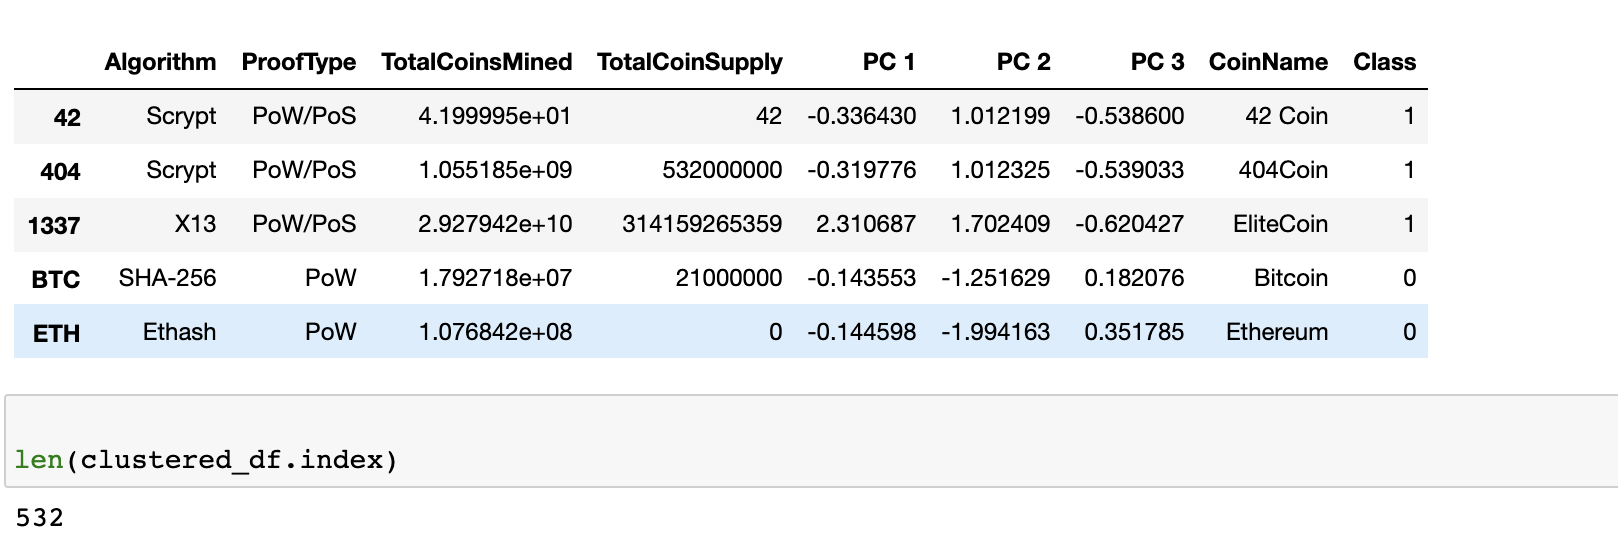 Algorithm ProofType TotalCoinsMined TotalCoinSupply PC 1 PC 2 PC 3 CoinName Class
42 Scrypt PoW/PoS 4.199995e+01 42 -0.336430 1.012199 -0.538600 42 Coin 1
404 Scrypt PoW/PoS 1.055185e+09 532000000 -0.319776 1.012325 -0.539033 404Coin 1
1337 X13 PoW/PoS 2.927942e+10 314159265359 2.310687 1.702409 -0.620427 EliteCoin 1
BTC SHA-256 PoW 1.792718e+07 21000000 -0.143553 -1.251629 0.182076 Bitcoin 0
ETH Ethash PoW 1.076842e+08 0 -0.144598 -1.994163 0.351785 Ethereum 0
len(clustered_df.index)
532